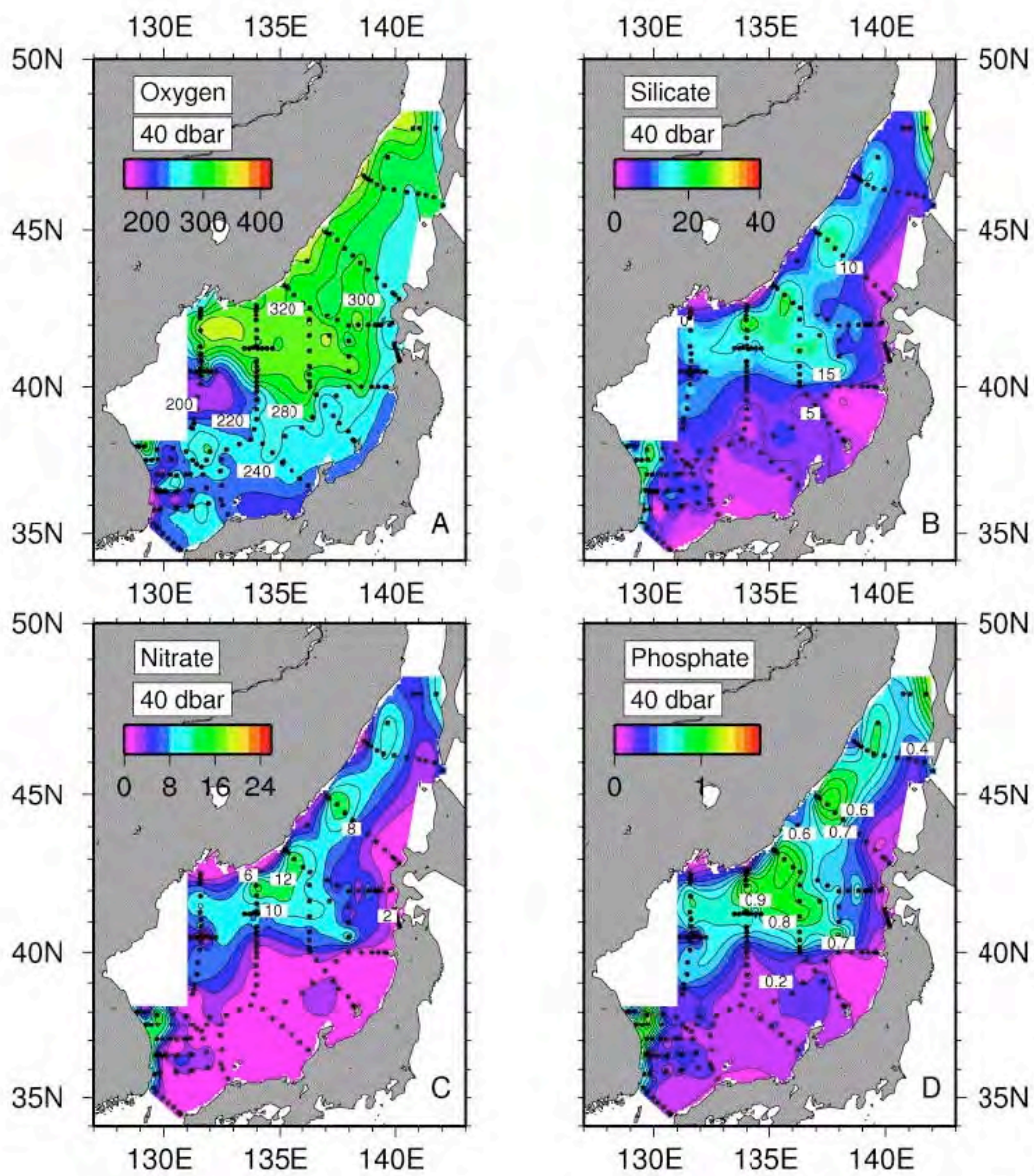 130E 135E 140E
130E 135E 140E
50N
50N
Oxygen
Silicate
40 dbar
40 dbar
200 300 400
0 20 40
45N
45N
10
300
320
0
40N
40N
15
200
280
5
220
240
35N
A
B
35N
130E 135E 140E
130E 135E 140E
50N
50N
Nitrate
Phosphate
40 dbar
40 dbar
0 8 16 24
0 1
0.4
45N
45N
8
0.6
0.6
0.7
6
12
0.9
10
2
0.8
0.7
40N
40N
0.2
35N
C
D
35N
130E 135E 140E
130E 135E 140E